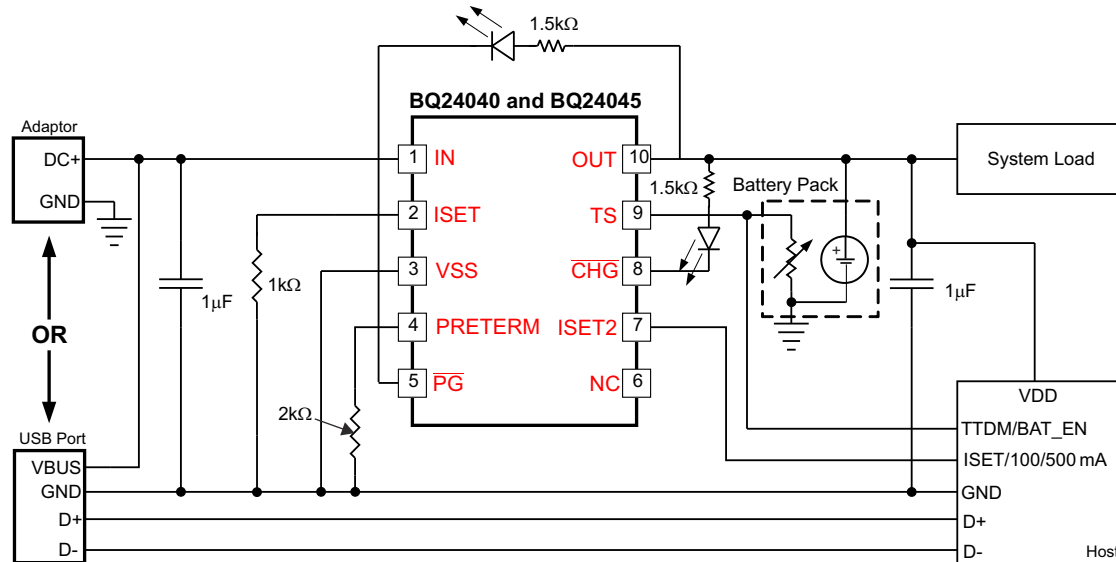 1.5kΩ
BQ24040 and BQ24045
Adaptor
DC+
GND
1
IN
OUT
10
System Load
1.5kΩ
Battery Pack
2
ISET
TS
9
3
VSS
CHG
8
+
1μF
1kΩ
1μF
4
PRETERM
ISET2
7
OR
5
PG
NC
6
VDD
2kΩ
TTDM/BAT_EN
USB Port
ISET/100/500 mA
VBUS
GND
GND
D+
D+
D-
D-
Host